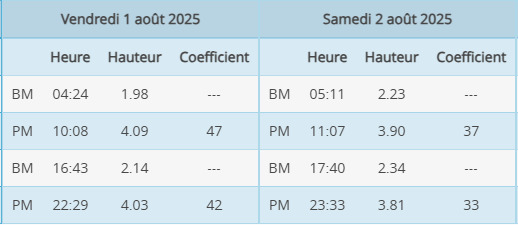 Vendredi 1 août 2025 Samedi 2 août 2025
Heure Hauteur Coefficient Heure Hauteur Coefficient
BM 04:24 1.98 --- BM 05:11 2.23 ---
PM 10:08 4.09 47 PM 11:07 3.90 37
BM 16:43 2.14 --- BM 17:40 2.34 ---
PM 22:29 4.03 42 PM 23:33 3.81 33